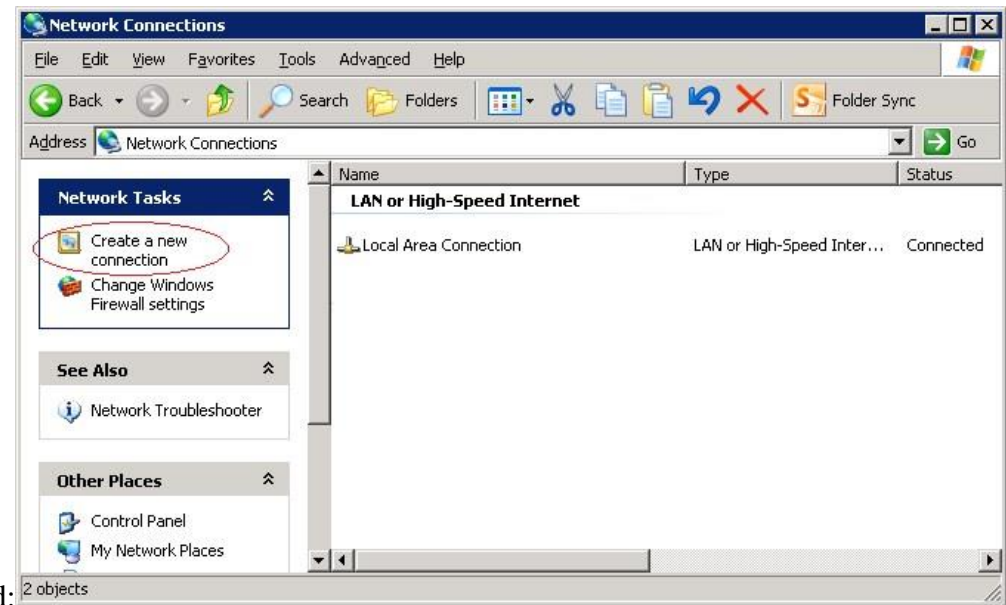 Network Connections
File Edit View Favorites Tools Advanced Help
Back Search Folders Folder Sync
Address Network Connections Go
Network Tasks
Create a new
connection
Change Windows
Firewall settings
See Also
Network Troubleshooter
Other Places
Control Panel
My Network Places
Name Type Status
LAN or High-Speed Internet
Local Area Connection LAN or High-Speed Inter... Connected
2 objects